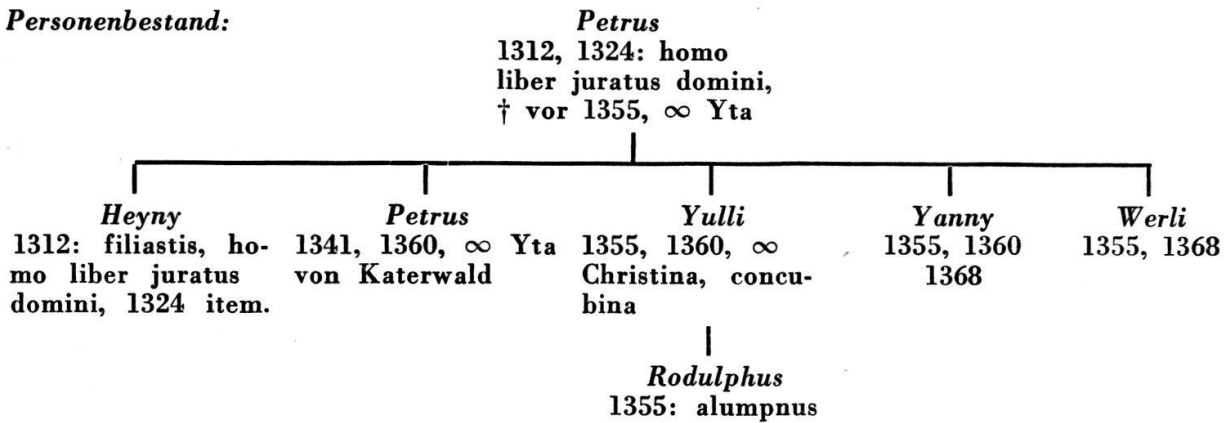 Personenbestand:
Petrus
1312, 1324: homo
liber juratus domini,
† vor 1355, ∞ Yta
Heyny
1312: filiastis, ho-
mo liber juratus
domini, 1324 item.
Petrus
1341, 1360, ∞ Yta
von Katerwald
Yulli
1355, 1360, ∞
Christina, concu-
bina
Yanny
1355, 1360
1368
Werli
1355, 1368
Rodulphus
1355: alumpnus